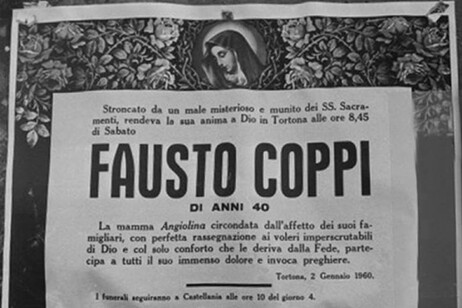 Stroncato da un male misterioso e munito dei SS. Sacra-
menti, rendeva la sua anima a Dio in Tortona alle ore 8,45
di Sabato
FAUSTO COPPI
DI ANNI 40
La mamma Angiolina circondata dall'affetto dei suoi fa-
migliari, con perfetta rassegnazione ai voleri imperscrutabili
di Dio e col solo conforto che le deriva dalla Fede, parte-
cipa a tutti il suo immenso dolore e invoca preghiere.
Tortona, 2 Gennaio 1960.
I funerali seguiranno a Castellania alle ore 10 del giorno 4.